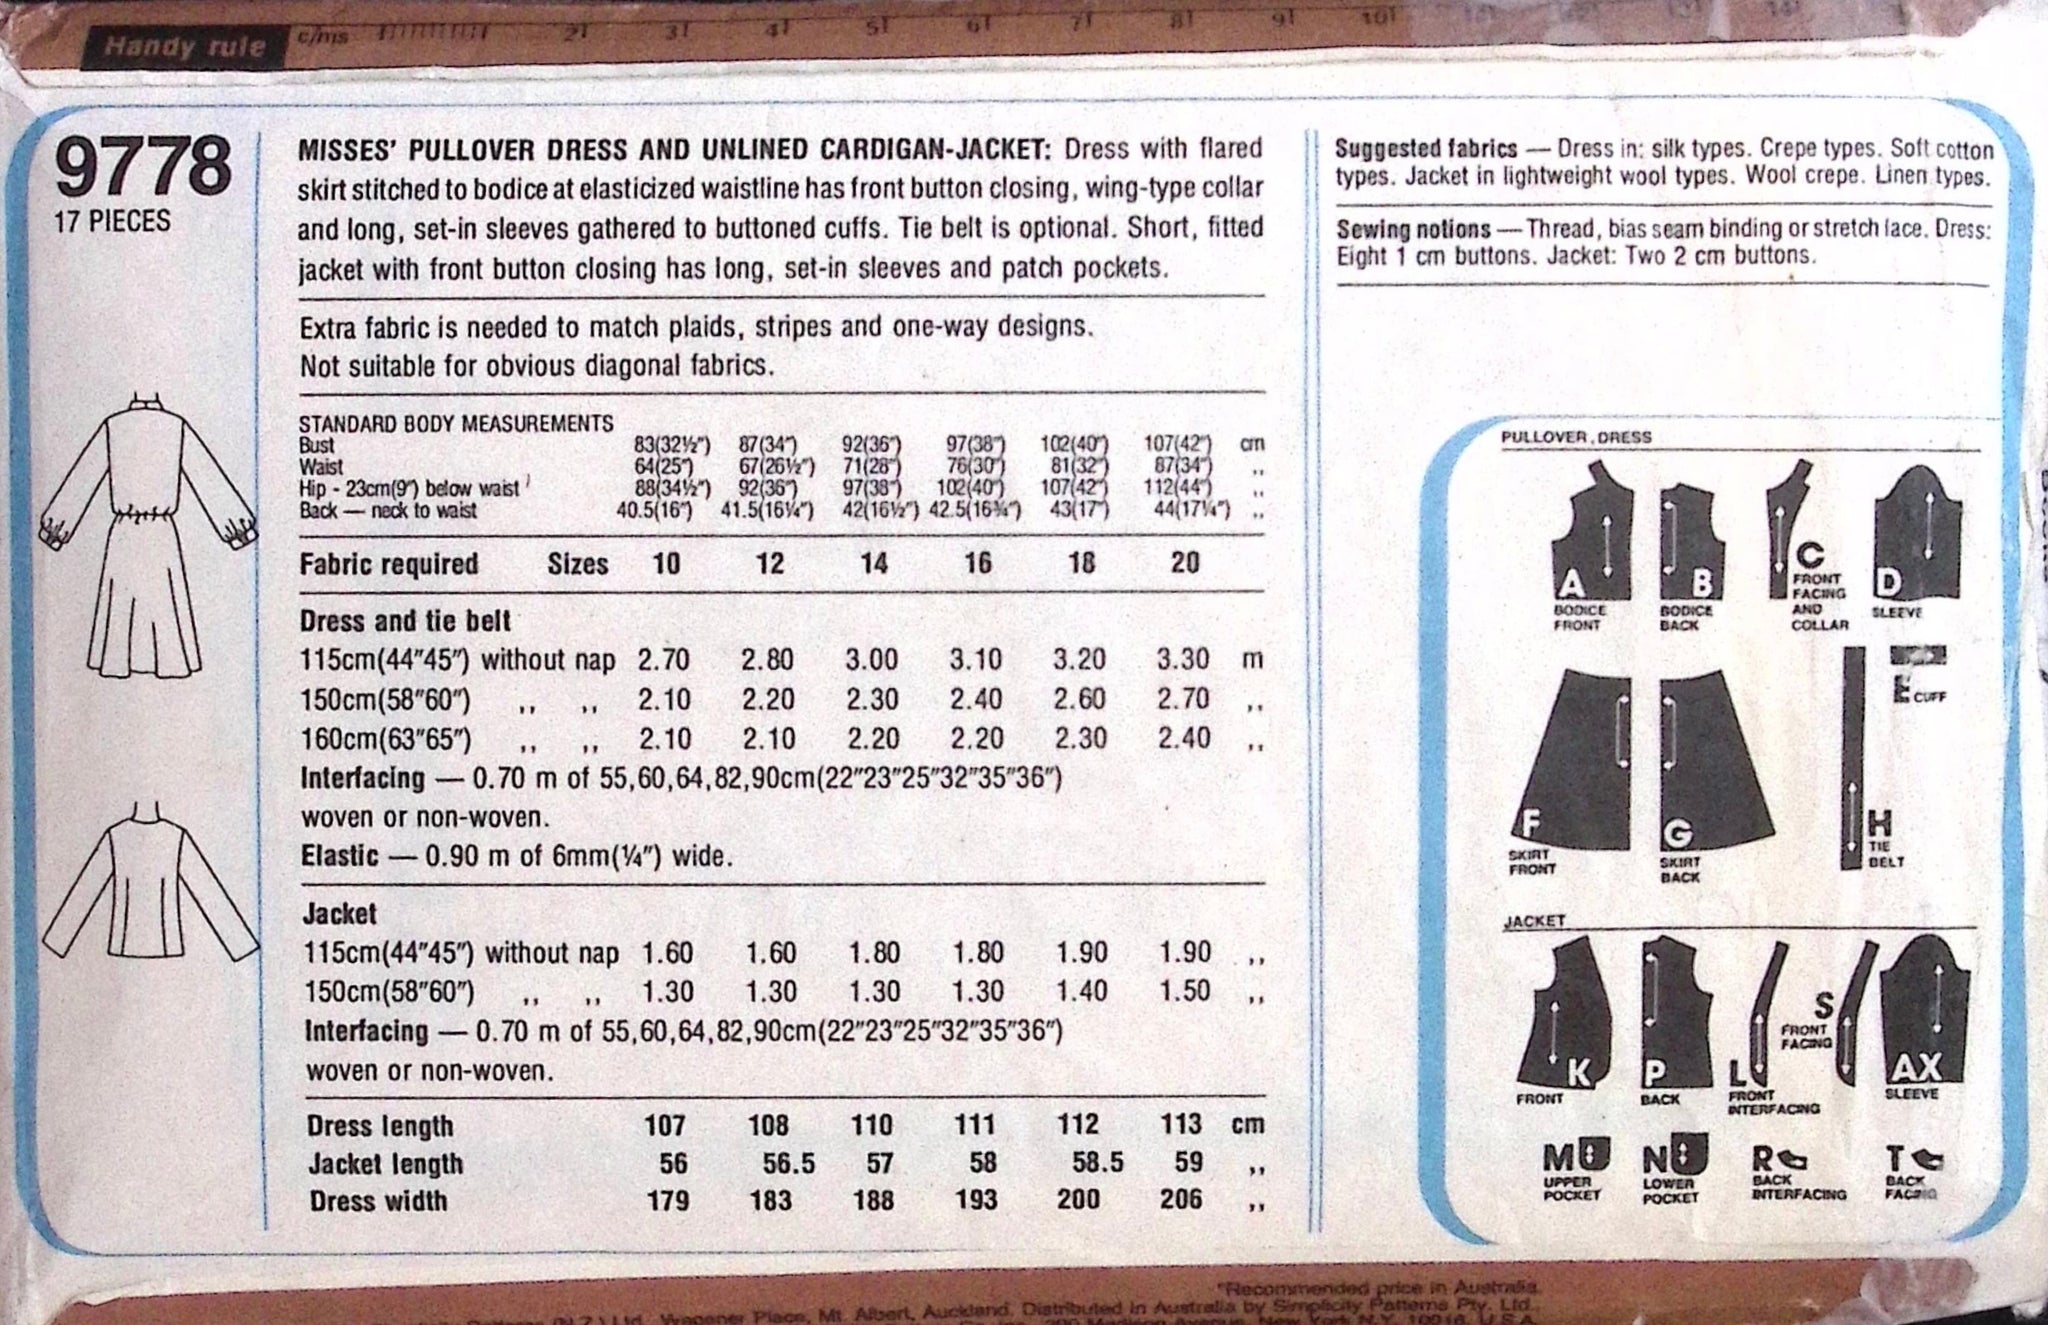 Handy rule c/ms 2 3 4 5 6 7 8 9 10
9778
17 PIECES
MISSES' PULLOVER DRESS AND UNLINED CARDIGAN-JACKET: Dress with flared
skirt stitched to bodice at elasticized waistline has front button closing, wing-type collar
and long, set-in sleeves gathered to buttoned cuffs. Tie belt is optional. Short, fitted
jacket with front button closing has long, set-in sleeves and patch pockets.
Extra fabric is needed to match plaids, stripes and one-way designs.
Not suitable for obvious diagonal fabrics.
STANDARD BODY MEASUREMENTS
Bust 83(32½") 87(34") 92(36") 97(38") 102(40") 107(42") cm
Waist 64(25") 67(26½") 71(28") 76(30") 81(32") 87(34") ,,
Hip - 23cm(9") below waist 88(34½") 92(36") 97(38") 102(40") 107(42") 112(44") ,,
Back — neck to waist 40.5(16") 41.5(16¼") 42(16½") 42.5(16¾") 43(17") 44(17¼") ,,
Fabric required Sizes 10 12 14 16 18 20
Dress and tie belt
115cm(44"45") without nap 2.70 2.80 3.00 3.10 3.20 3.30 m
150cm(58"60") ,, ,, 2.10 2.20 2.30 2.40 2.60 2.70 ,,
160cm(63"65") ,, ,, 2.10 2.10 2.20 2.20 2.30 2.40 ,,
Interfacing — 0.70 m of 55,60,64,82,90cm(22"23"25"32"35"36")
woven or non-woven.
Elastic — 0.90 m of 6mm(¼") wide.
Jacket
115cm(44"45") without nap 1.60 1.60 1.80 1.80 1.90 1.90 ,,
150cm(58"60") ,, ,, 1.30 1.30 1.30 1.30 1.40 1.50 ,,
Interfacing — 0.70 m of 55,60,64,82,90cm(22"23"25"32"35"36")
woven or non-woven.
Dress length 107 108 110 111 112 113 cm
Jacket length 56 56.5 57 58 58.5 59 ,,
Dress width 179 183 188 193 200 206 ,,
Suggested fabrics — Dress in: silk types. Crepe types. Soft cotton
types. Jacket in lightweight wool types. Wool crepe. Linen types.
Sewing notions — Thread, bias seam binding or stretch lace. Dress:
Eight 1 cm buttons. Jacket: Two 2 cm buttons.
PULLOVER DRESS
A BODICE FRONT
B BODICE BACK
C FRONT FACING AND COLLAR
D SLEEVE
E CUFF
F SKIRT FRONT
G SKIRT BACK
H TIE BELT
JACKET
K FRONT
P BACK
L FRONT INTERFACING
S FRONT FACING
AX SLEEVE
M UPPER POCKET
N LOWER POCKET
R BACK INTERFACING
T BACK FACING
*Recommended price in Australia.
(N.Z.) Ltd. Wagener Place, Mt. Albert, Auckland. Distributed in Australia by Simplicity Patterns Pty. Ltd.,
200 Madison Avenue, New York N.Y. 10016, U.S.A.